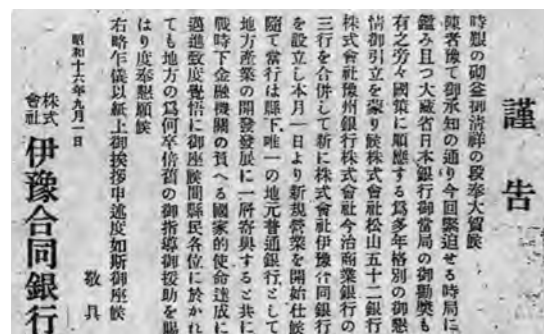 謹告
時艱の砌益御清祥の段奉大賀候
陳者豫て御承知の通り今回緊迫せる時局に
鑑み且つ大藏省日本銀行御當局の御勸奬も
有之旁々國策に順應する爲多年格別の御懇
情御引立を蒙り候株式會社松山五十二銀行
株式會社豫州銀行株式會社今治商業銀行の
三行を合併して新に株式會社伊豫合同銀行
を設立し本月一日より新規營業を開始仕候
隨て當行は縣下唯一の地元普通銀行として
地方產業の開發發展に一層寄與すると共に
戰時下金融機關の負へる國家的使命達成に
邁進致度覺悟に御座候間縣民各位に於かれ
ても地方の爲何卒倍舊の御指導御援助を賜
はり度奉懇願候
右略乍儀以紙上御挨拶申述度如斯御座候
敬具
昭和十六年九月一日
株式會社 伊豫合同銀行